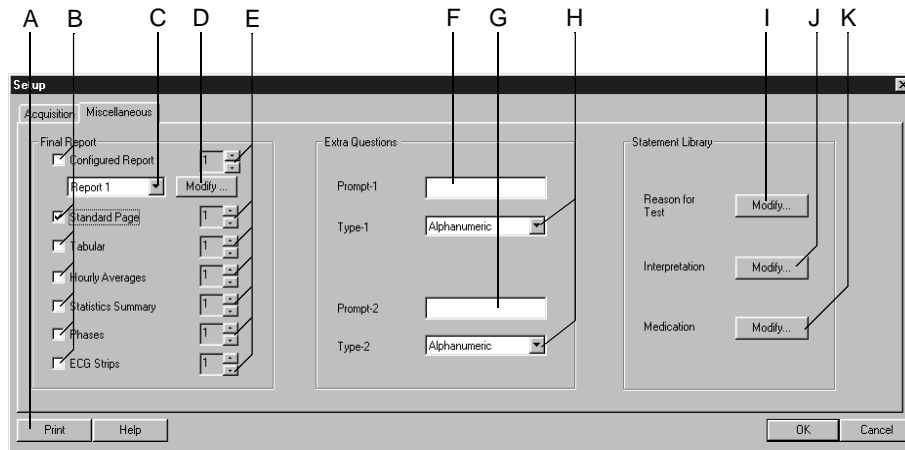 A B C D E F G H I J K
Setup
Acquisition Miscellaneous
Final Report
Configured Report 1
Report 1 Modify ...
Standard Page 1
Tabular 1
Hourly Averages 1
Statistics Summary 1
Phases 1
ECG Strips 1
Extra Questions
Prompt-1
Type-1 Alphanumeric
Prompt-2
Type-2 Alphanumeric
Statement Library
Reason for
Test Modify...
Interpretation Modify...
Medication Modify...
Print Help OK Cancel